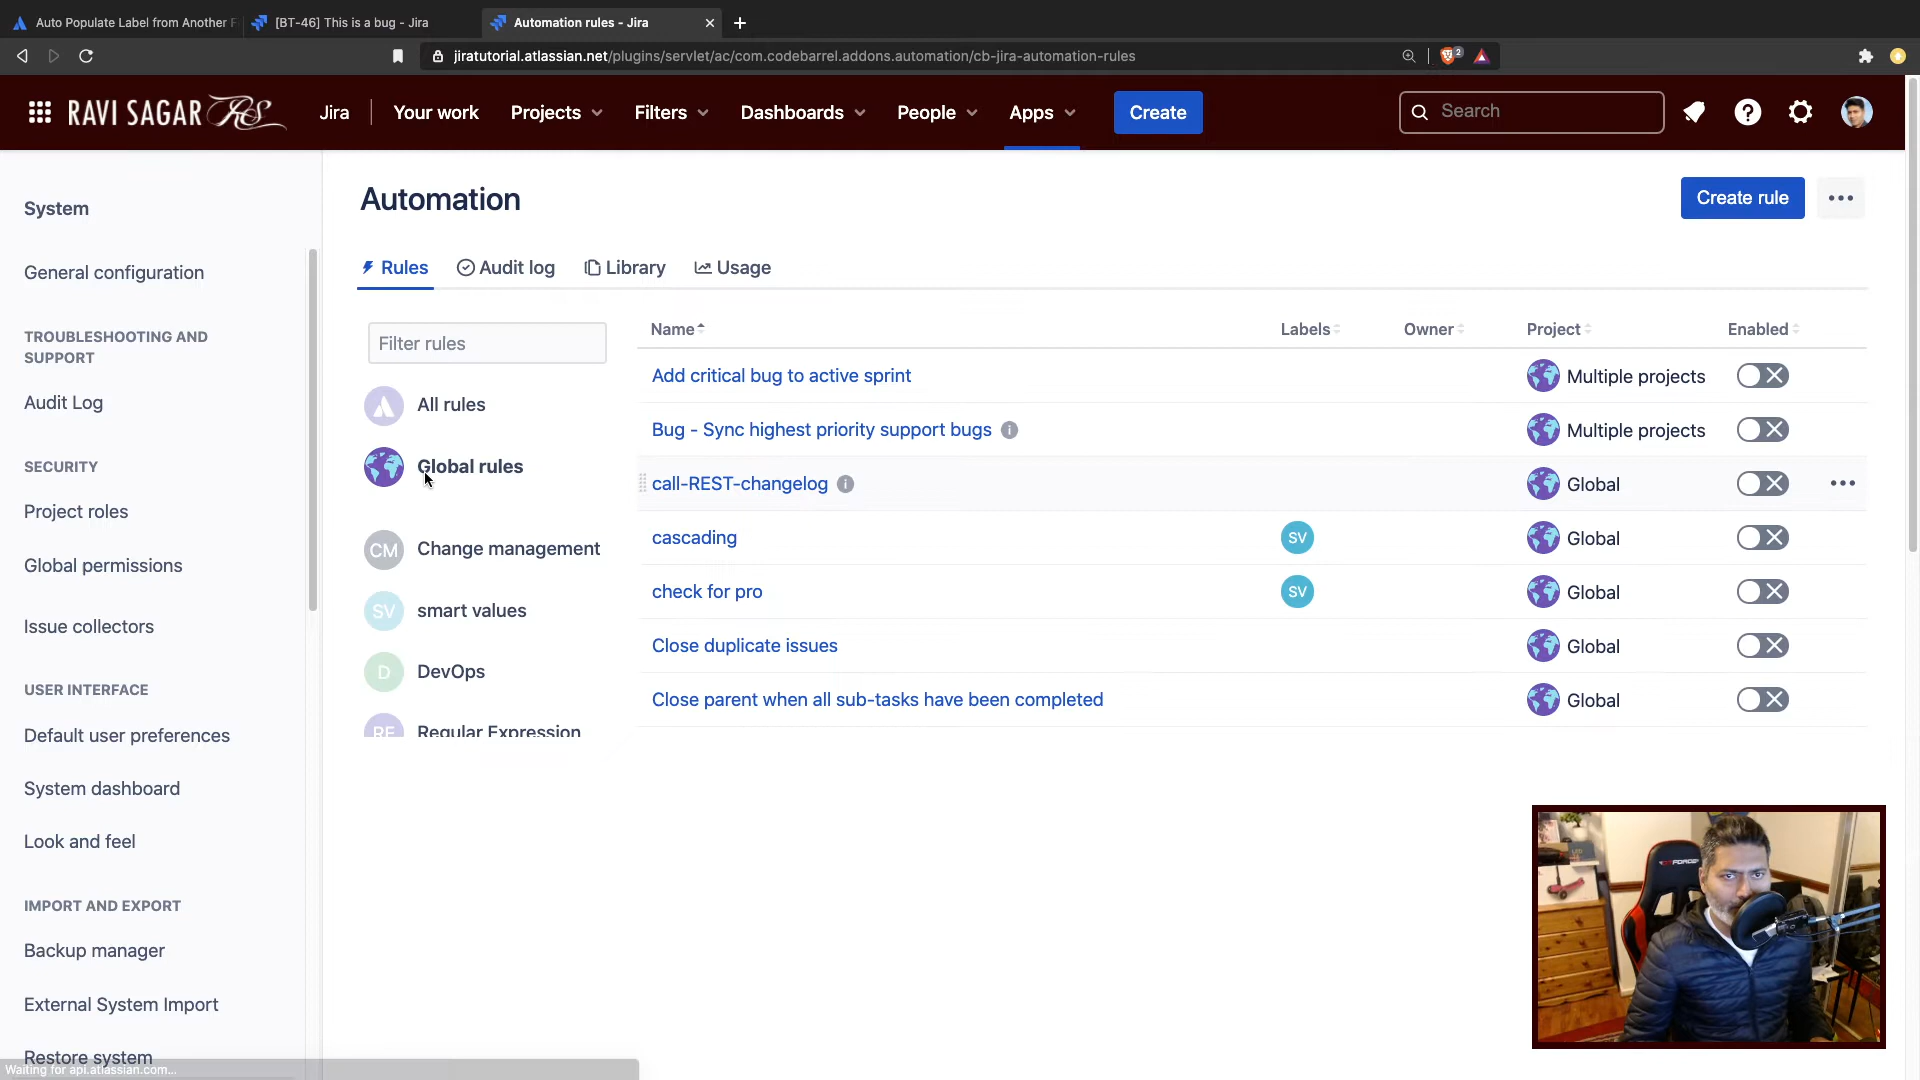 Auto Populate Label from Another F
[BT-46] This is a bug - Jira
Automation rules - Jira
jiratutorial.atlassian.net/plugins/servlet/ac/com.codebarrel.addons.automation/cb-jira-automation-rules
2
RAVI SAGAR RS
Jira
Your work
Projects
Filters
Dashboards
People
Apps
Create
Search
System
General configuration
TROUBLESHOOTING AND
SUPPORT
Audit Log
SECURITY
Project roles
Global permissions
Issue collectors
USER INTERFACE
Default user preferences
System dashboard
Look and feel
IMPORT AND EXPORT
Backup manager
External System Import
Restore system
Waiting for api.atlassian.com...
Automation
Create rule
Rules
Audit log
Library
Usage
Filter rules
All rules
Global rules
CM Change management
SV smart values
D DevOps
RE Regular Expression
Name Labels Owner Project Enabled
Add critical bug to active sprint Multiple projects
Bug - Sync highest priority support bugs Multiple projects
call-REST-changelog Global
cascading SV Global
check for pro SV Global
Close duplicate issues Global
Close parent when all sub-tasks have been completed Global